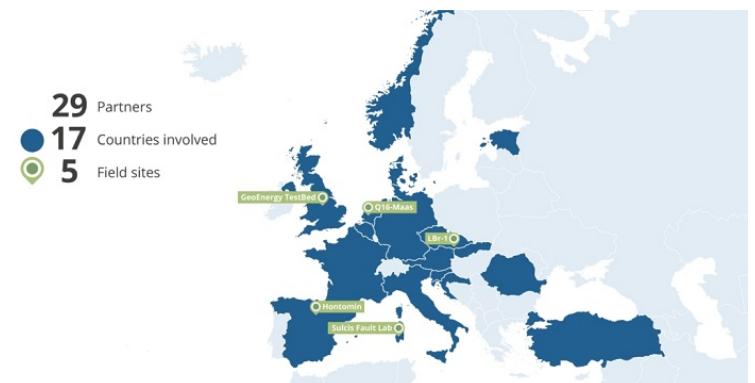 29 Partners
17 Countries involved
5 Field sites
GeoEnergy TestBed
Q16-Maas
LBr-1
Hontomin
Sulcis Fault Lab